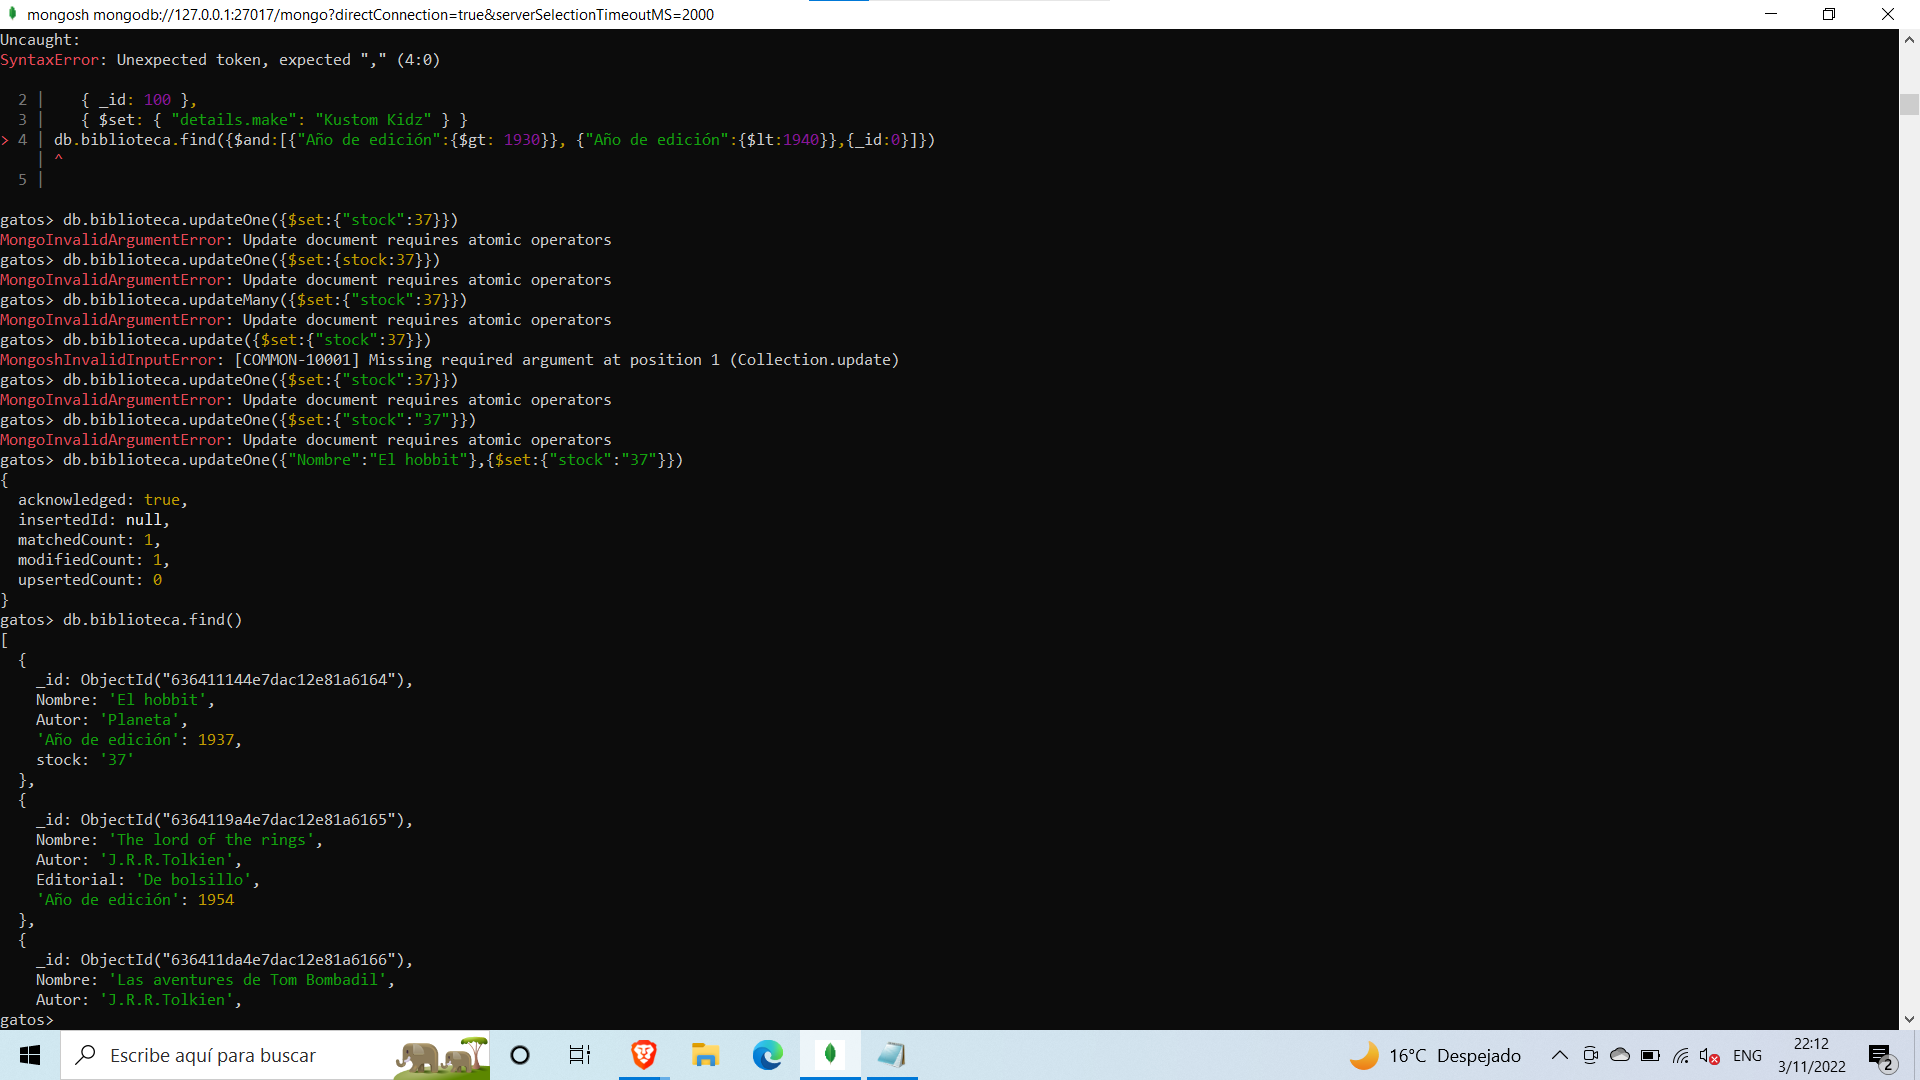 mongosh mongodb://127.0.0.1:27017/mongo?directConnection=true&serverSelectionTimeoutMS=2000
Uncaught:
SyntaxError: Unexpected token, expected "," (4:0)
  2 |    { _id: 100 },
  3 |    { $set: { "details.make": "Kustom Kidz" } }
> 4 | db.biblioteca.find({$and:[{"Año de edición":{$gt: 1930}}, {"Año de edición":{$lt:1940}},{_id:0}]})
    | ^
  5 |
gatos> db.biblioteca.updateOne({$set:{"stock":37}})
MongoInvalidArgumentError: Update document requires atomic operators
gatos> db.biblioteca.updateOne({$set:{stock:37}})
MongoInvalidArgumentError: Update document requires atomic operators
gatos> db.biblioteca.updateMany({$set:{"stock":37}})
MongoInvalidArgumentError: Update document requires atomic operators
gatos> db.biblioteca.update({$set:{"stock":37}})
MongoshInvalidInputError: [COMMON-10001] Missing required argument at position 1 (Collection.update)
gatos> db.biblioteca.updateOne({$set:{"stock":37}})
MongoInvalidArgumentError: Update document requires atomic operators
gatos> db.biblioteca.updateOne({$set:{"stock":"37"}})
MongoInvalidArgumentError: Update document requires atomic operators
gatos> db.biblioteca.updateOne({"Nombre":"El hobbit"},{$set:{"stock":"37"}})
{
  acknowledged: true,
  insertedId: null,
  matchedCount: 1,
  modifiedCount: 1,
  upsertedCount: 0
}
gatos> db.biblioteca.find()
[
  {
    _id: ObjectId("636411144e7dac12e81a6164"),
    Nombre: 'El hobbit',
    Autor: 'Planeta',
    'Año de edición': 1937,
    stock: '37'
  },
  {
    _id: ObjectId("6364119a4e7dac12e81a6165"),
    Nombre: 'The lord of the rings',
    Autor: 'J.R.R.Tolkien',
    Editorial: 'De bolsillo',
    'Año de edición': 1954
  },
  {
    _id: ObjectId("636411da4e7dac12e81a6166"),
    Nombre: 'Las aventures de Tom Bombadil',
    Autor: 'J.R.R.Tolkien',
gatos>
Escribe aquí para buscar
16°C Despejado
ENG
22:12
3/11/2022
2